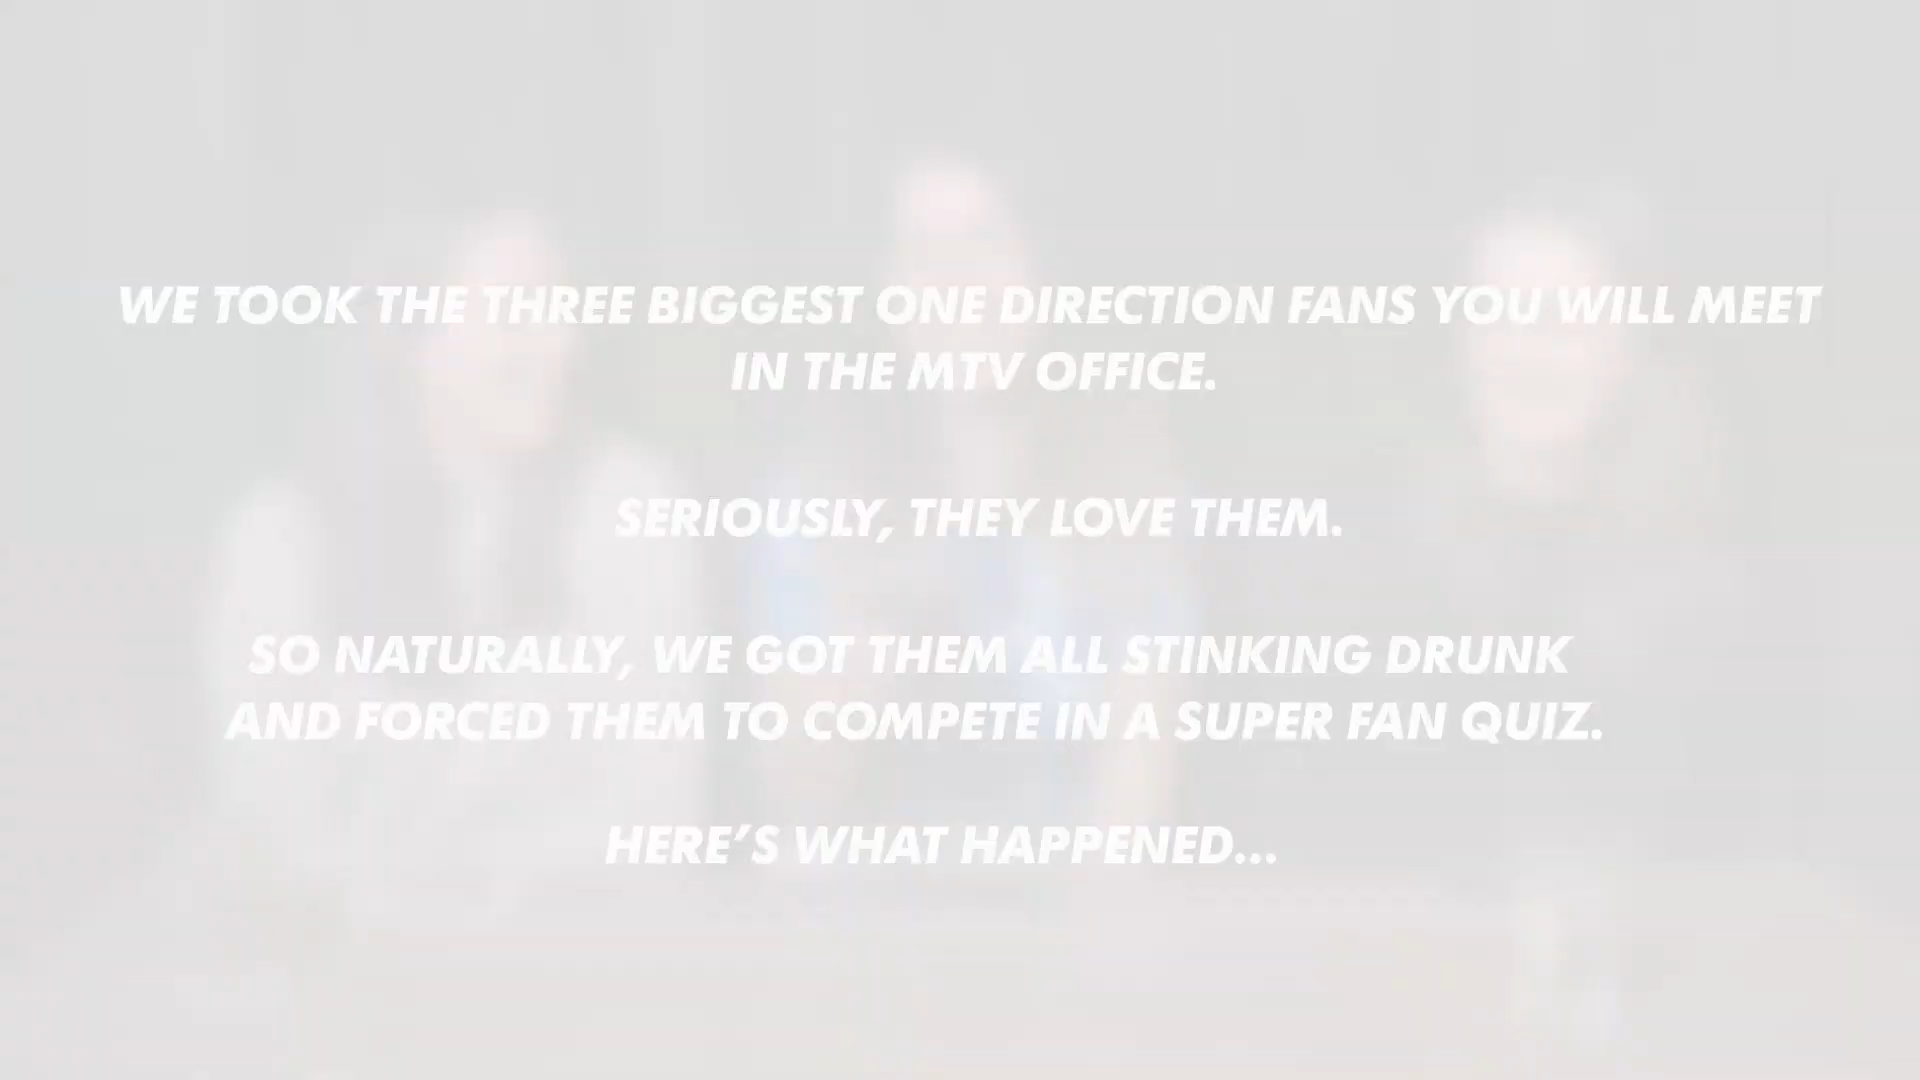 WE TOOK THE THREE BIGGEST ONE DIRECTION FANS YOU WILL MEET
IN THE MTV OFFICE.
SERIOUSLY, THEY LOVE THEM.
SO NATURALLY, WE GOT THEM ALL STINKING DRUNK
AND FORCED THEM TO COMPETE IN A SUPER FAN QUIZ.
HERE'S WHAT HAPPENED...